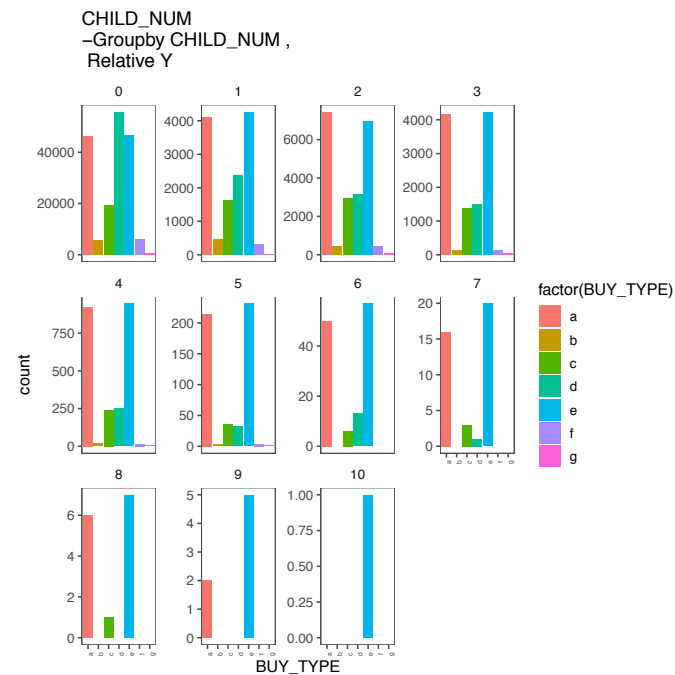 CHILD_NUM
−Groupby CHILD_NUM ,
Relative Y
0 1 2 3
40000 20000 0
4000 3000 2000 1000 0
6000 4000 2000 0
4000 3000 2000 1000 0
4 5 6 7
750 500 250 0
200 150 100 50 0
40 20 0
20 15 10 5 0
a b c d e f g
8 9 10
6 4 2 0
5 4 3 2 1 0
1.00 0.75 0.50 0.25 0.00
a b c d e f g
a b c d e f g
a b c d e f g
count
BUY_TYPE
factor(BUY_TYPE)
a
b
c
d
e
f
g